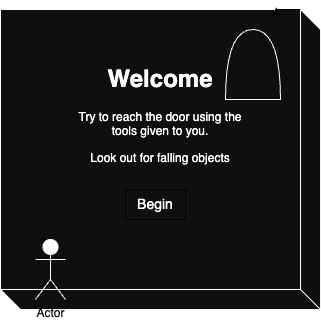 Welcome
Try to reach the door using the
tools given to you.
Look out for falling objects
Begin
Actor